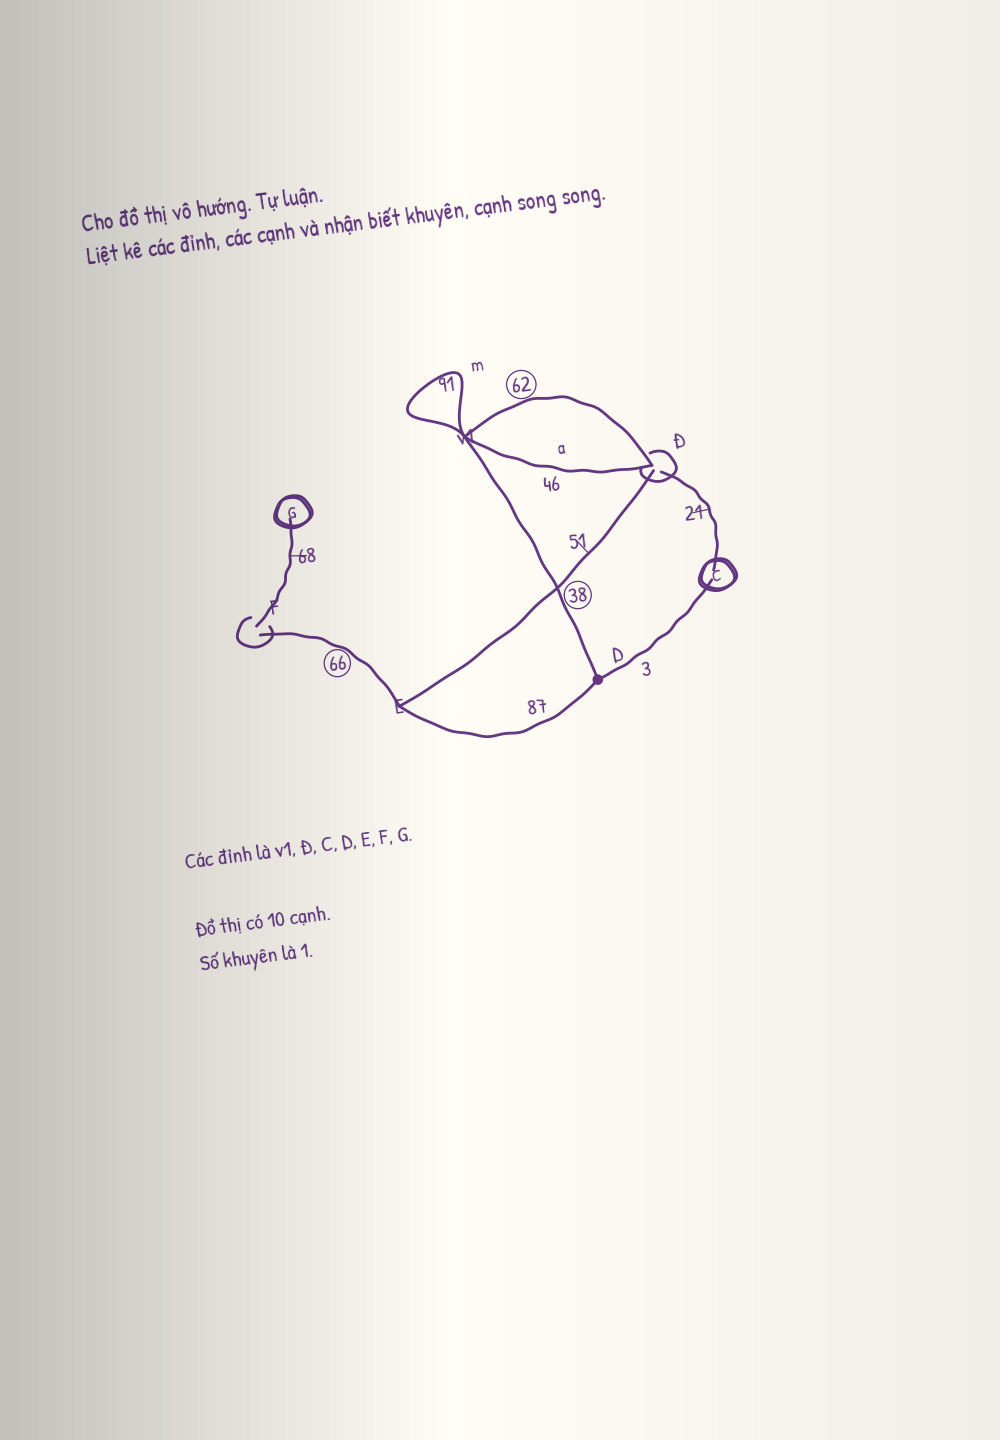 Cho đồ thị vô hướng. Tự luận.
Liệt kê các đỉnh, các cạnh và nhận biết khuyên, cạnh song song.
m
91
62
v1
a
Đ
46
21
G
51
68
C
38
F
D
66
3
E
87
Các đỉnh là v1, Đ, C, D, E, F, G.
Đồ thị có 10 cạnh.
Số khuyên là 1.